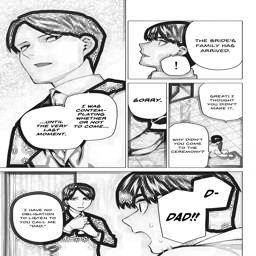 THE BRIDE'S
FAMILY HAS
ARRIVED.
!
GREAT! I
THOUGHT
YOU DIDN'T
MAKE IT.
WHY DIDN'T
YOU COME
TO THE
CEREMONY?
SORRY.
I WAS
CONTEM-
PLATING
WHETHER
OR NOT
TO COME...
...UNTIL
THE VERY
LAST
MOMENT.
D-
DAD!!
I HAVE NO
OBLIGATION
TO LISTEN TO
YOU CALL ME
"DAD."